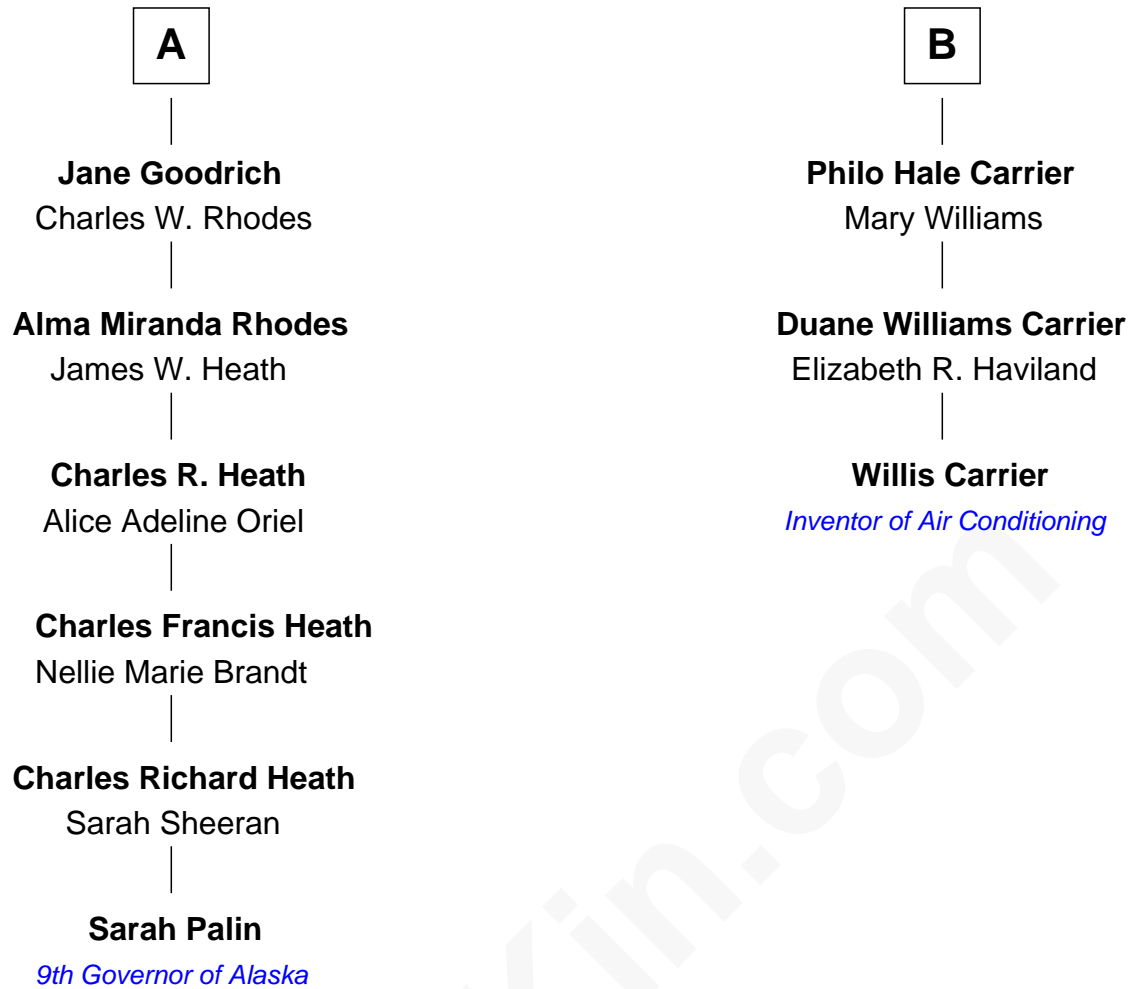 A
Jane Goodrich
Charles W. Rhodes
Alma Miranda Rhodes
James W. Heath
Charles R. Heath
Alice Adeline Oriel
Charles Francis Heath
Nellie Marie Brandt
Charles Richard Heath
Sarah Sheeran
Sarah Palin
9th Governor of Alaska
B
Philo Hale Carrier
Mary Williams
Duane Williams Carrier
Elizabeth R. Haviland
Willis Carrier
Inventor of Air Conditioning
Kin.com